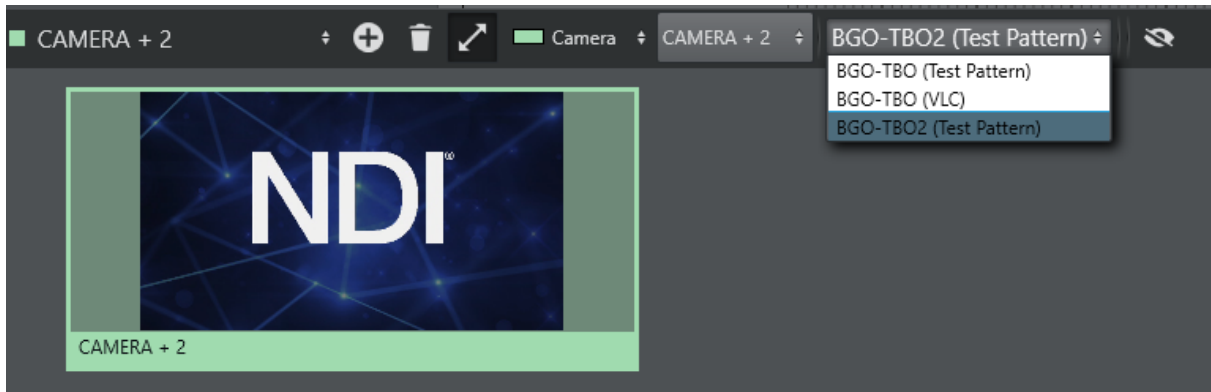 CAMERA + 2 Camera CAMERA + 2 BGO-TBO2 (Test Pattern)
BGO-TBO (Test Pattern)
BGO-TBO (VLC)
BGO-TBO2 (Test Pattern)
NDI®
CAMERA + 2